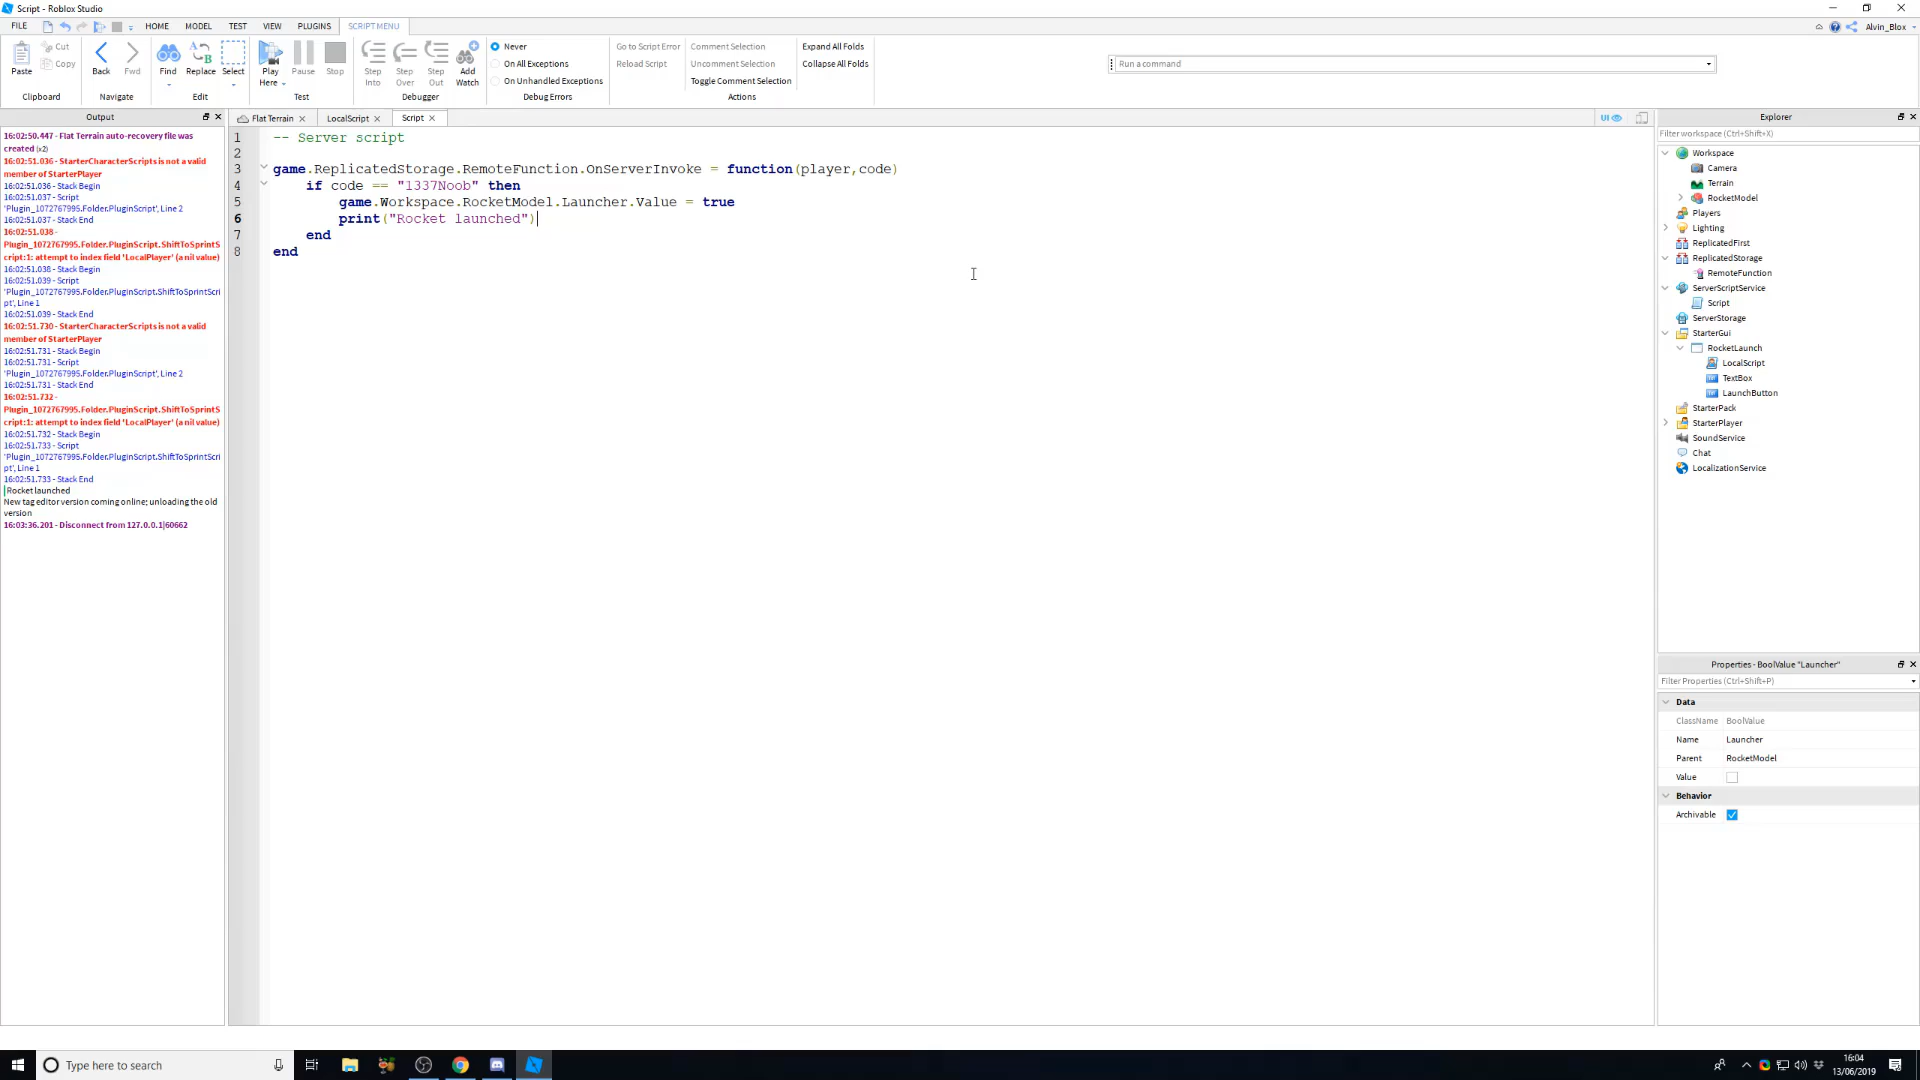 Script - Roblox Studio
FILE HOME MODEL TEST VIEW PLUGINS SCRIPT MENU Alvin_Blox
Paste Cut Copy Back Fwd Find Replace Select Play Here Pause Stop Step Into Step Over Step Out Add Watch
Never
On All Exceptions
On Unhandled Exceptions
Go to Script Error
Reload Script
Comment Selection
Uncomment Selection
Toggle Comment Selection
Expand All Folds
Collapse All Folds
Run a command
Clipboard Navigate Edit Test Debugger Debug Errors Actions
Output
16:02:50.447 - Flat Terrain auto-recovery file was
created (x2)
16:02:51.036 - StarterCharacterScripts is not a valid
member of StarterPlayer
16:02:51.036 - Stack Begin
16:02:51.037 - Script
'Plugin_1072767995.Folder.PluginScript', Line 2
16:02:51.037 - Stack End
16:02:51.038 -
Plugin_1072767995.Folder.PluginScript.ShiftToSprintS
cript:1: attempt to index field 'LocalPlayer' (a nil value)
16:02:51.038 - Stack Begin
16:02:51.039 - Script
'Plugin_1072767995.Folder.PluginScript.ShiftToSprintScri
pt', Line 1
16:02:51.039 - Stack End
16:02:51.730 - StarterCharacterScripts is not a valid
member of StarterPlayer
16:02:51.731 - Stack Begin
16:02:51.731 - Script
'Plugin_1072767995.Folder.PluginScript', Line 2
16:02:51.731 - Stack End
16:02:51.732 -
Plugin_1072767995.Folder.PluginScript.ShiftToSprintS
cript:1: attempt to index field 'LocalPlayer' (a nil value)
16:02:51.732 - Stack Begin
16:02:51.733 - Script
'Plugin_1072767995.Folder.PluginScript.ShiftToSprintScri
pt', Line 1
16:02:51.733 - Stack End
Rocket launched
New tag editor version coming online; unloading the old
version
16:03:36.201 - Disconnect from 127.0.0.1|60662
Flat Terrain LocalScript Script UI
1 -- Server script
2
3 game.ReplicatedStorage.RemoteFunction.OnServerInvoke = function(player,code)
4 if code == "1337Noob" then
5 game.Workspace.RocketModel.Launcher.Value = true
6 print("Rocket launched")
7 end
8 end
Explorer
Filter workspace (Ctrl+Shift+X)
Workspace
Camera
Terrain
RocketModel
Players
Lighting
ReplicatedFirst
ReplicatedStorage
RemoteFunction
ServerScriptService
Script
ServerStorage
StarterGui
RocketLaunch
LocalScript
TextBox
LaunchButton
StarterPack
StarterPlayer
SoundService
Chat
LocalizationService
Properties - BoolValue "Launcher"
Filter Properties (Ctrl+Shift+P)
Data
ClassName BoolValue
Name Launcher
Parent RocketModel
Value
Behavior
Archivable
Type here to search
16:04
13/06/2019